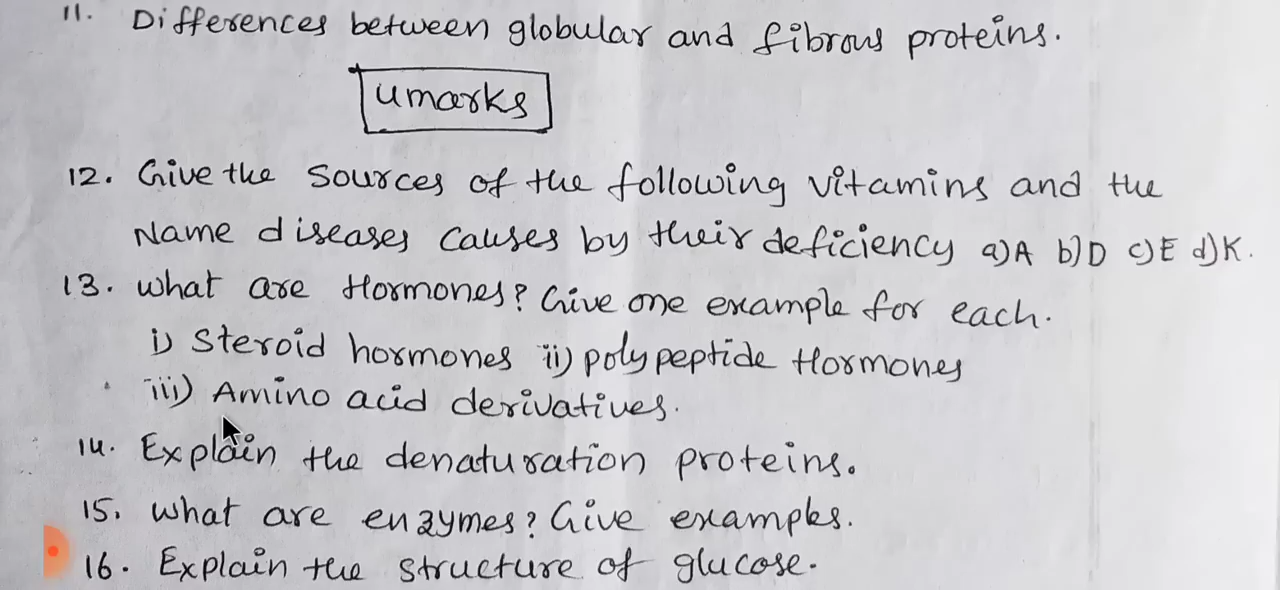 11. Differences between globular and fibrous proteins.
4marks
12. Give the Sources of the following vitamins and the
Name diseases causes by their deficiency a)A b)D c)E d)K.
13. what are Hormones? Give one example for each.
i) Steroid hormones ii) polypeptide Hormones
iii) Amino acid derivatives.
14. Explain the denaturation proteins.
15. what are enzymes? Give examples.
16. Explain the structure of glucose.